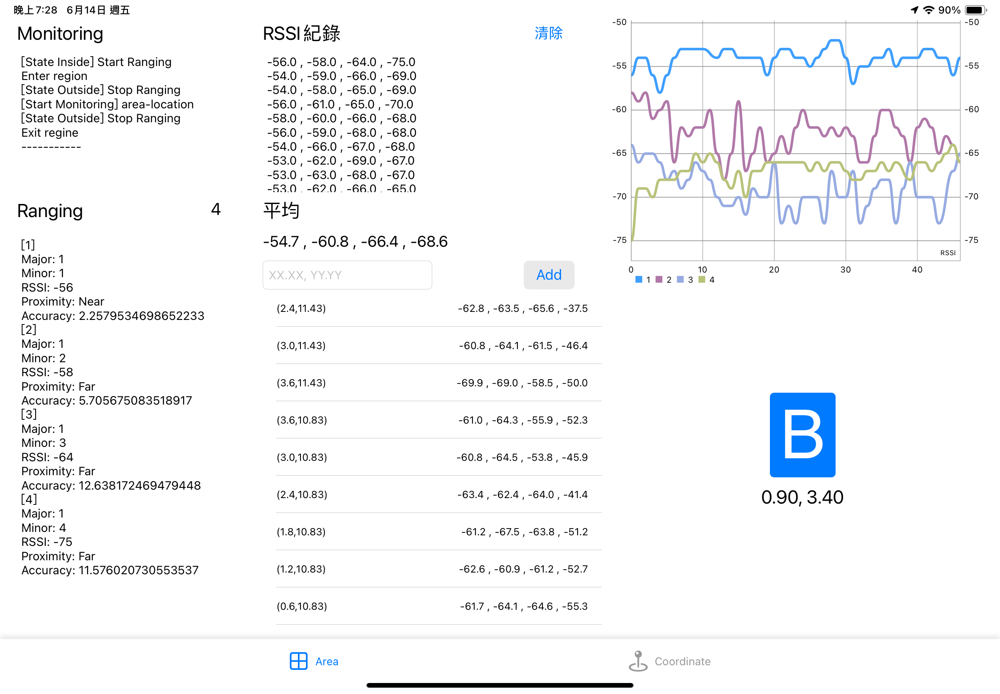 晚上7:28 6月14日 週五
90%
Monitoring
[State Inside] Start Ranging
Enter region
[State Outside] Stop Ranging
[Start Monitoring] area-location
[State Outside] Stop Ranging
Exit regine
-----------
Ranging 4
[1]
Major: 1
Minor: 1
RSSI: -56
Proximity: Near
Accuracy: 2.2579534698652233
[2]
Major: 1
Minor: 2
RSSI: -58
Proximity: Far
Accuracy: 5.705675083518917
[3]
Major: 1
Minor: 3
RSSI: -64
Proximity: Far
Accuracy: 12.638172469479448
[4]
Major: 1
Minor: 4
RSSI: -75
Proximity: Far
Accuracy: 11.576020730553537
RSSI紀錄 清除
-56.0 , -58.0 , -64.0 , -75.0
-54.0 , -59.0 , -66.0 , -69.0
-54.0 , -58.0 , -65.0 , -69.0
-56.0 , -61.0 , -65.0 , -70.0
-58.0 , -60.0 , -66.0 , -68.0
-56.0 , -59.0 , -68.0 , -68.0
-54.0 , -66.0 , -67.0 , -68.0
-53.0 , -62.0 , -69.0 , -67.0
-53.0 , -63.0 , -68.0 , -67.0
-53.0 , -62.0 , -66.0 , -65.0
平均
-54.7 , -60.8 , -66.4 , -68.6
XX.XX, YY.YY Add
(2.4,11.43) -62.8 , -63.5 , -65.6 , -37.5
(3.0,11.43) -60.8 , -64.1 , -61.5 , -46.4
(3.6,11.43) -69.9 , -69.0 , -58.5 , -50.0
(3.6,10.83) -61.0 , -64.3 , -55.9 , -52.3
(3.0,10.83) -60.8 , -64.5 , -53.8 , -45.9
(2.4,10.83) -63.4 , -62.4 , -64.0 , -41.4
(1.8,10.83) -61.2 , -67.5 , -63.8 , -51.2
(1.2,10.83) -62.6 , -60.9 , -61.2 , -52.7
(0.6,10.83) -61.7 , -64.1 , -64.6 , -55.3
-50 -50
-55 -55
-60 -60
-65 -65
-70 -70
-75 -75
RSSI
0 10 20 30 40
1 2 3 4
B
0.90, 3.40
Area Coordinate